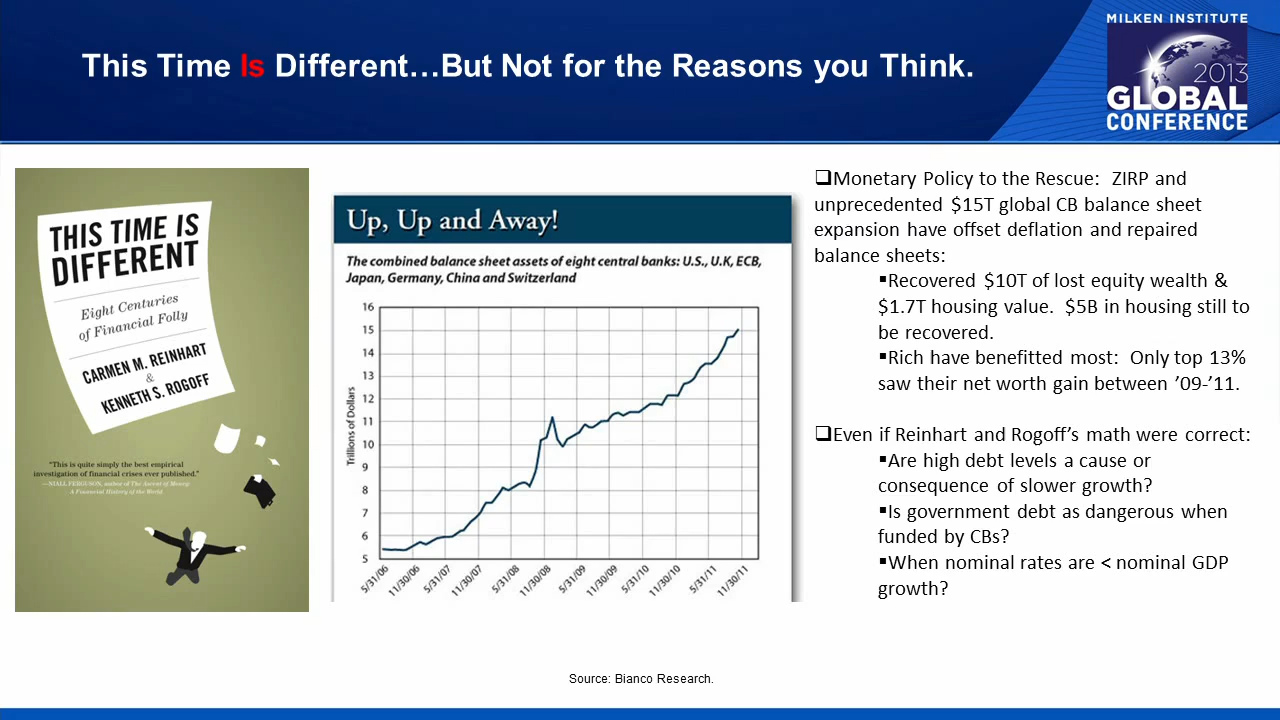 This Time Is Different…But Not for the Reasons you Think.
MILKEN INSTITUTE
2013
GLOBAL
CONFERENCE
THIS TIME IS
DIFFERENT
Eight Centuries
of Financial Folly
CARMEN M. REINHART
&
KENNETH S. ROGOFF
"This is quite simply the best empirical
investigation of financial crises ever published."
—NIALL FERGUSON, author of The Ascent of Money:
A Financial History of the World
Up, Up and Away!
The combined balance sheet assets of eight central banks: U.S., U.K, ECB,
Japan, Germany, China and Switzerland
Trillions of Dollars
16
15
14
13
12
11
10
9
8
7
6
5
5/31/06
11/30/06
5/31/07
11/30/07
5/31/08
11/30/08
5/31/09
11/30/09
5/31/10
11/30/10
5/31/11
11/30/11
❑Monetary Policy to the Rescue: ZIRP and
unprecedented $15T global CB balance sheet
expansion have offset deflation and repaired
balance sheets:
▪Recovered $10T of lost equity wealth &
$1.7T housing value. $5B in housing still to
be recovered.
▪Rich have benefitted most: Only top 13%
saw their net worth gain between ’09-’11.
❑Even if Reinhart and Rogoff’s math were correct:
▪Are high debt levels a cause or
consequence of slower growth?
▪Is government debt as dangerous when
funded by CBs?
▪When nominal rates are < nominal GDP
growth?
Source: Bianco Research.